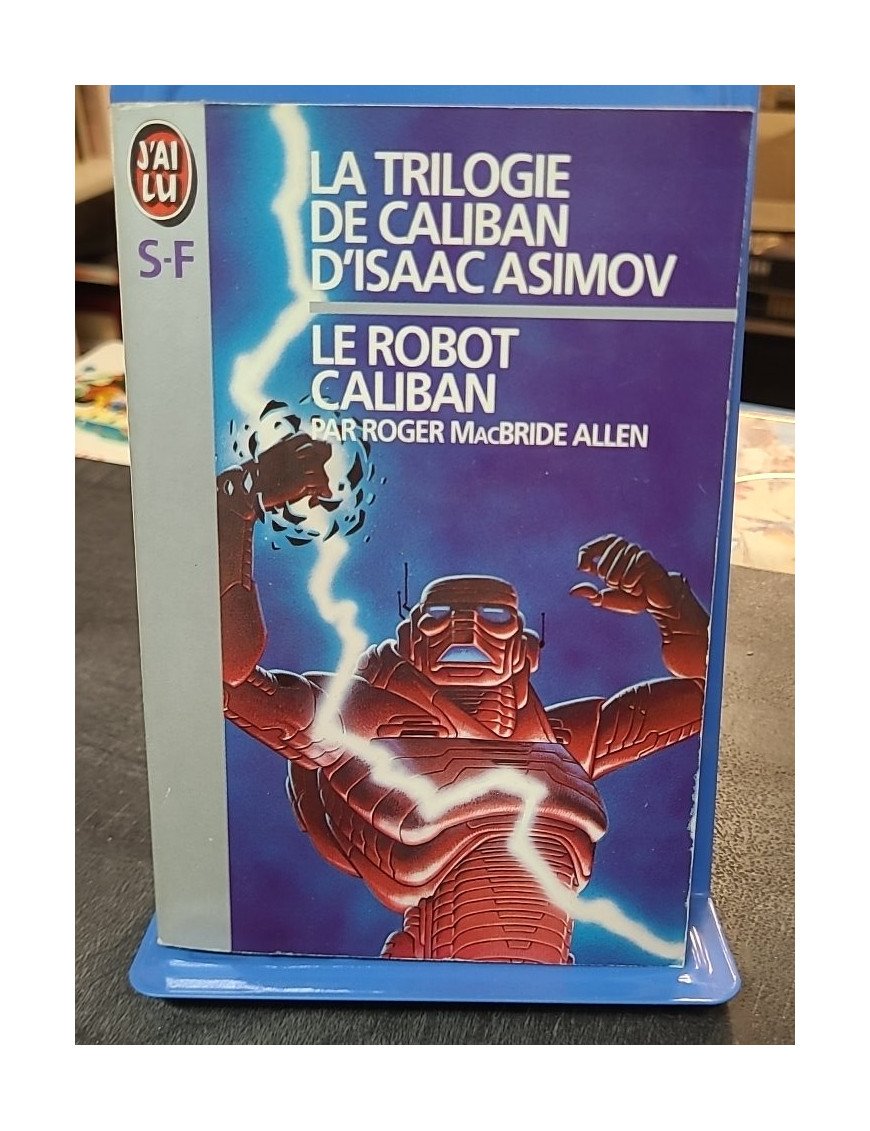 J'AI
LU
S-F
LA TRILOGIE
DE CALIBAN
D'ISAAC ASIMOV
LE ROBOT
CALIBAN
PAR ROGER MACBRIDE ALLEN